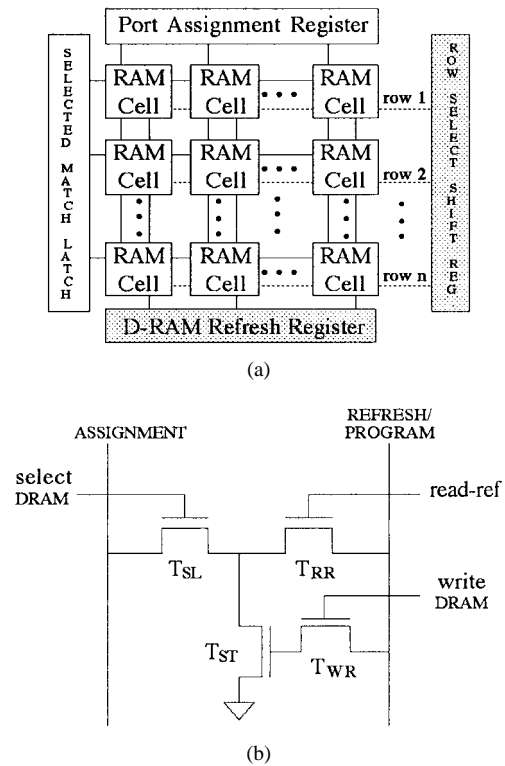 Port Assignment Register
SELECTED MATCH LATCH
RAM Cell
RAM Cell
RAM Cell
row 1
RAM Cell
RAM Cell
RAM Cell
row 2
RAM Cell
RAM Cell
RAM Cell
row n
ROW SELECT SHIFT REG.
D-RAM Refresh Register
(a)
ASSIGNMENT
REFRESH/
PROGRAM
select
DRAM
read-ref
TSL
TRR
write
DRAM
TST
TWR
(b)